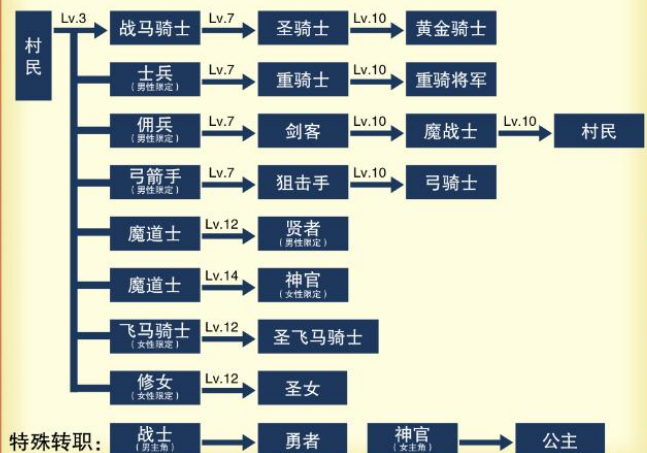 村民 Lv.3 战马骑士 Lv.7 圣骑士 Lv.10 黄金骑士
士兵 Lv.7 重骑士 Lv.10 重骑将军
(男性限定)
佣兵 Lv.7 剑客 Lv.10 魔战士 Lv.10 村民
(男性限定)
弓箭手 Lv.7 狙击手 Lv.10 弓骑士
(男性限定)
魔道士 Lv.12 贤者
(男性限定)
魔道士 Lv.14 神官
(女性限定)
飞马骑士 Lv.12 圣飞马骑士
(女性限定)
修女 Lv.12 圣女
(女性限定)
特殊转职: 战士 勇者 神官 公主
(男主角) (女主角)